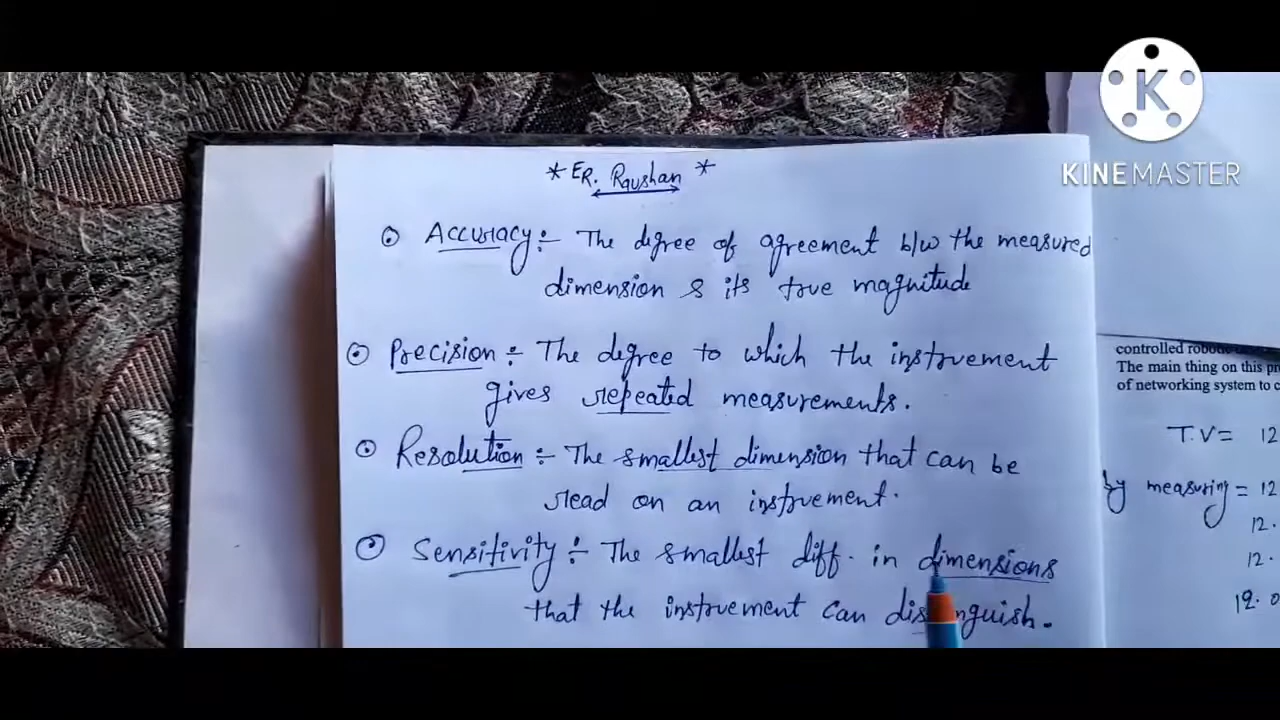 * ER. Raushan *
Accuracy :- The degree of agreement b/w the measured
dimension & its true magnitude
Precision :- The degree to which the instrument
gives repeated measurements.
Resolution :- The smallest dimension that can be
read on an instrument.
Sensitivity :- The smallest diff. in dimensions
that the instrument can
KINEMASTER
controlled
The main thing on this
of networking system to
T.V = 12
by measuring = 12
12.
12.
12.0